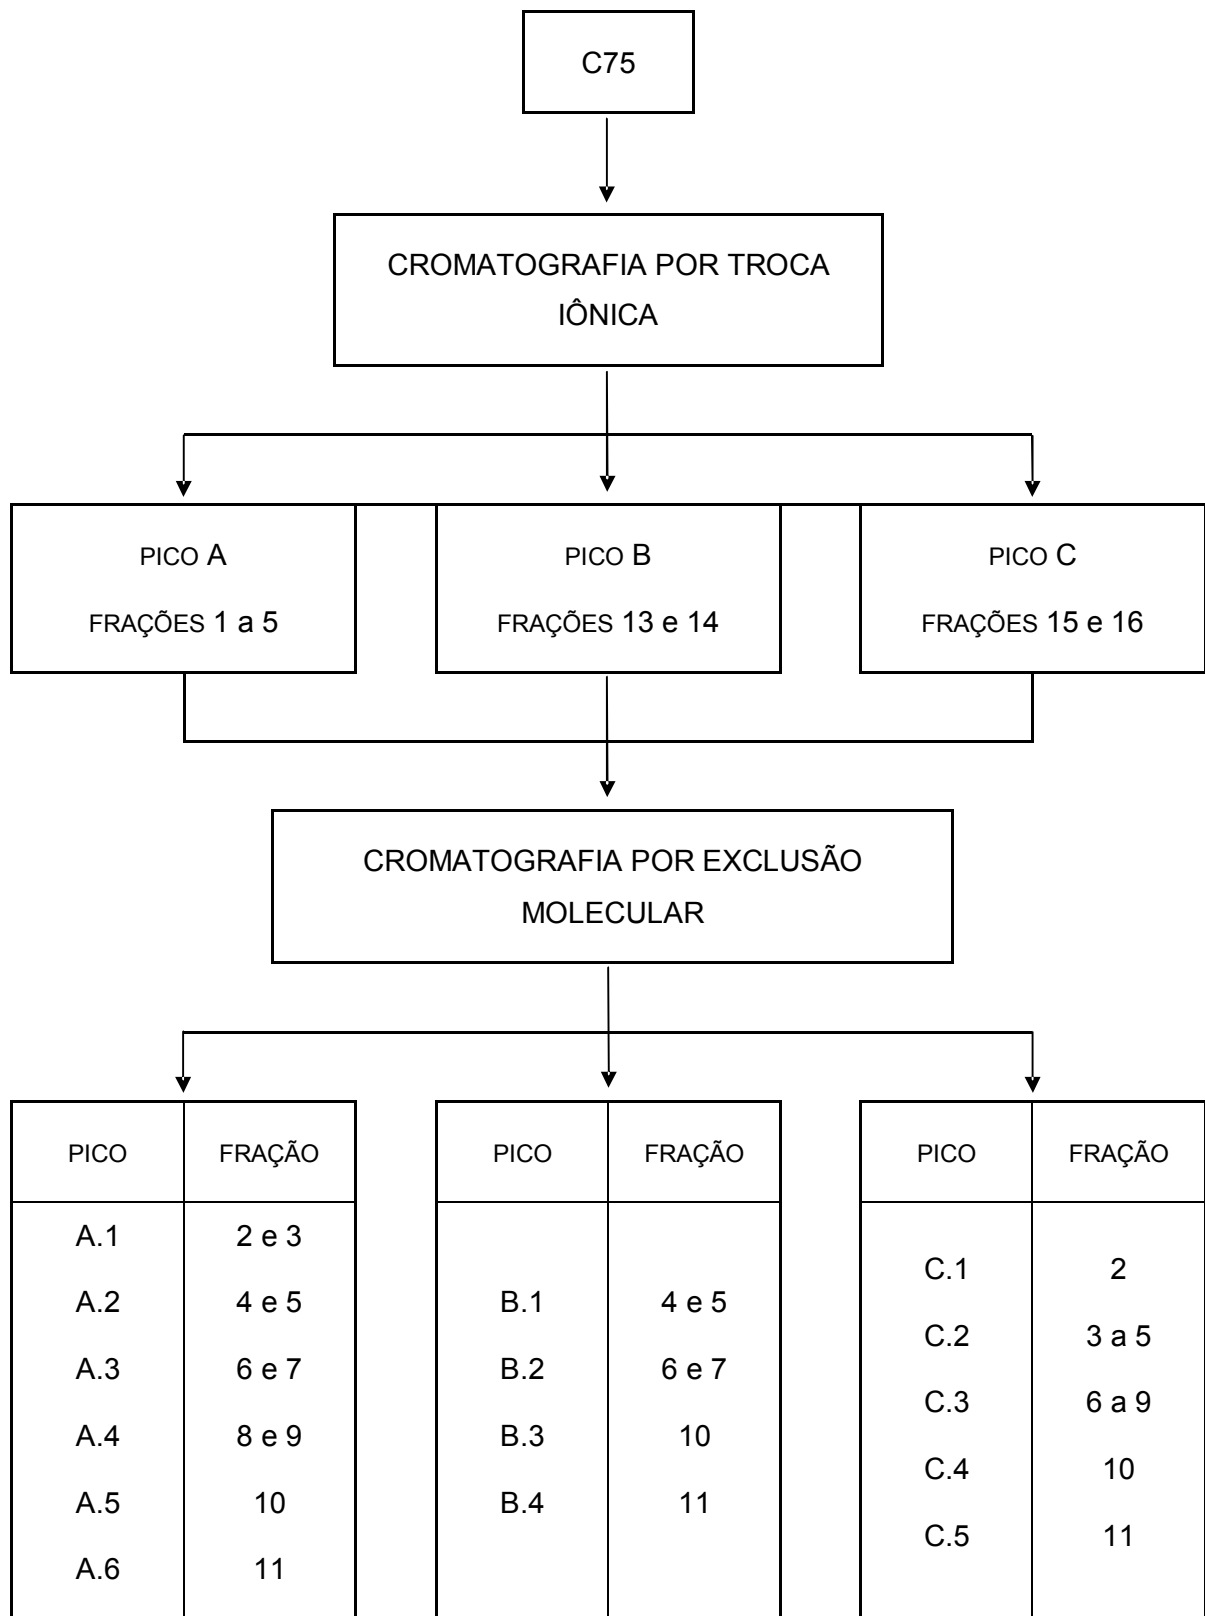 C75
CROMATOGRAFIA POR TROCA
IÔNICA
PICO A
FRAÇÕES 1 a 5
PICO B
FRAÇÕES 13 e 14
PICO C
FRAÇÕES 15 e 16
CROMATOGRAFIA POR EXCLUSÃO
MOLECULAR
PICO FRAÇÃO
A.1 2 e 3
A.2 4 e 5
A.3 6 e 7
A.4 8 e 9
A.5 10
A.6 11
PICO FRAÇÃO
B.1 4 e 5
B.2 6 e 7
B.3 10
B.4 11
PICO FRAÇÃO
C.1 2
C.2 3 a 5
C.3 6 a 9
C.4 10
C.5 11